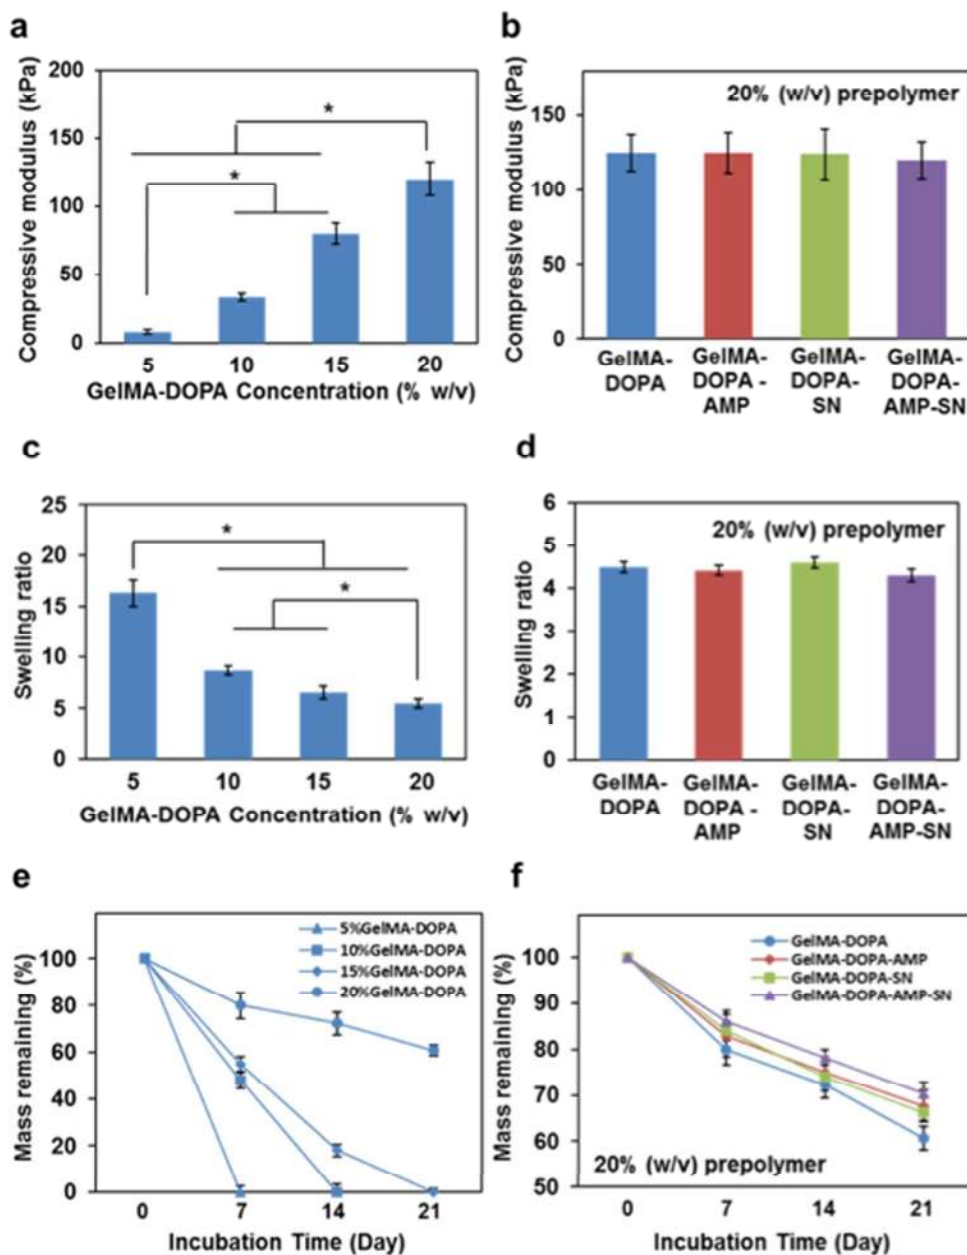 a
Compressive modulus (kPa)
200
150
100
50
0
*
*
5 10 15 20
GelMA-DOPA Concentration (% w/v)
b
Compressive modulus (kPa)
150
100
50
0
20% (w/v) prepolymer
GelMA-
DOPA
GelMA-
DOPA -
AMP
GelMA-
DOPA-
SN
GelMA-
DOPA-
AMP-SN
c
Swelling ratio
25
20
15
10
5
0
*
*
5 10 15 20
GelMA-DOPA Concentration (% w/v)
d
Swelling ratio
6
5
4
3
2
1
0
20% (w/v) prepolymer
GelMA-
DOPA
GelMA-
DOPA -
AMP
GelMA-
DOPA-
SN
GelMA-
DOPA-
AMP-SN
e
Mass remaining (%)
100
80
60
40
20
0
5%GelMA-DOPA
10%GelMA-DOPA
15%GelMA-DOPA
20%GelMA-DOPA
0 7 14 21
Incubation Time (Day)
f
Mass remaining (%)
100
90
80
70
60
50
GelMA-DOPA
GelMA-DOPA-AMP
GelMA-DOPA-SN
GelMA-DOPA-AMP-SN
20% (w/v) prepolymer
0 7 14 21
Incubation Time (Day)